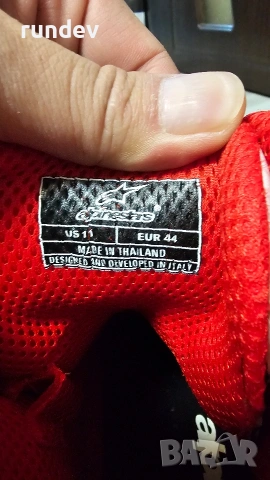 rundev
alpinestars
US 11 EUR 44
MADE IN THAILAND
DESIGNED AND DEVELOPED IN ITALY
BAZAR